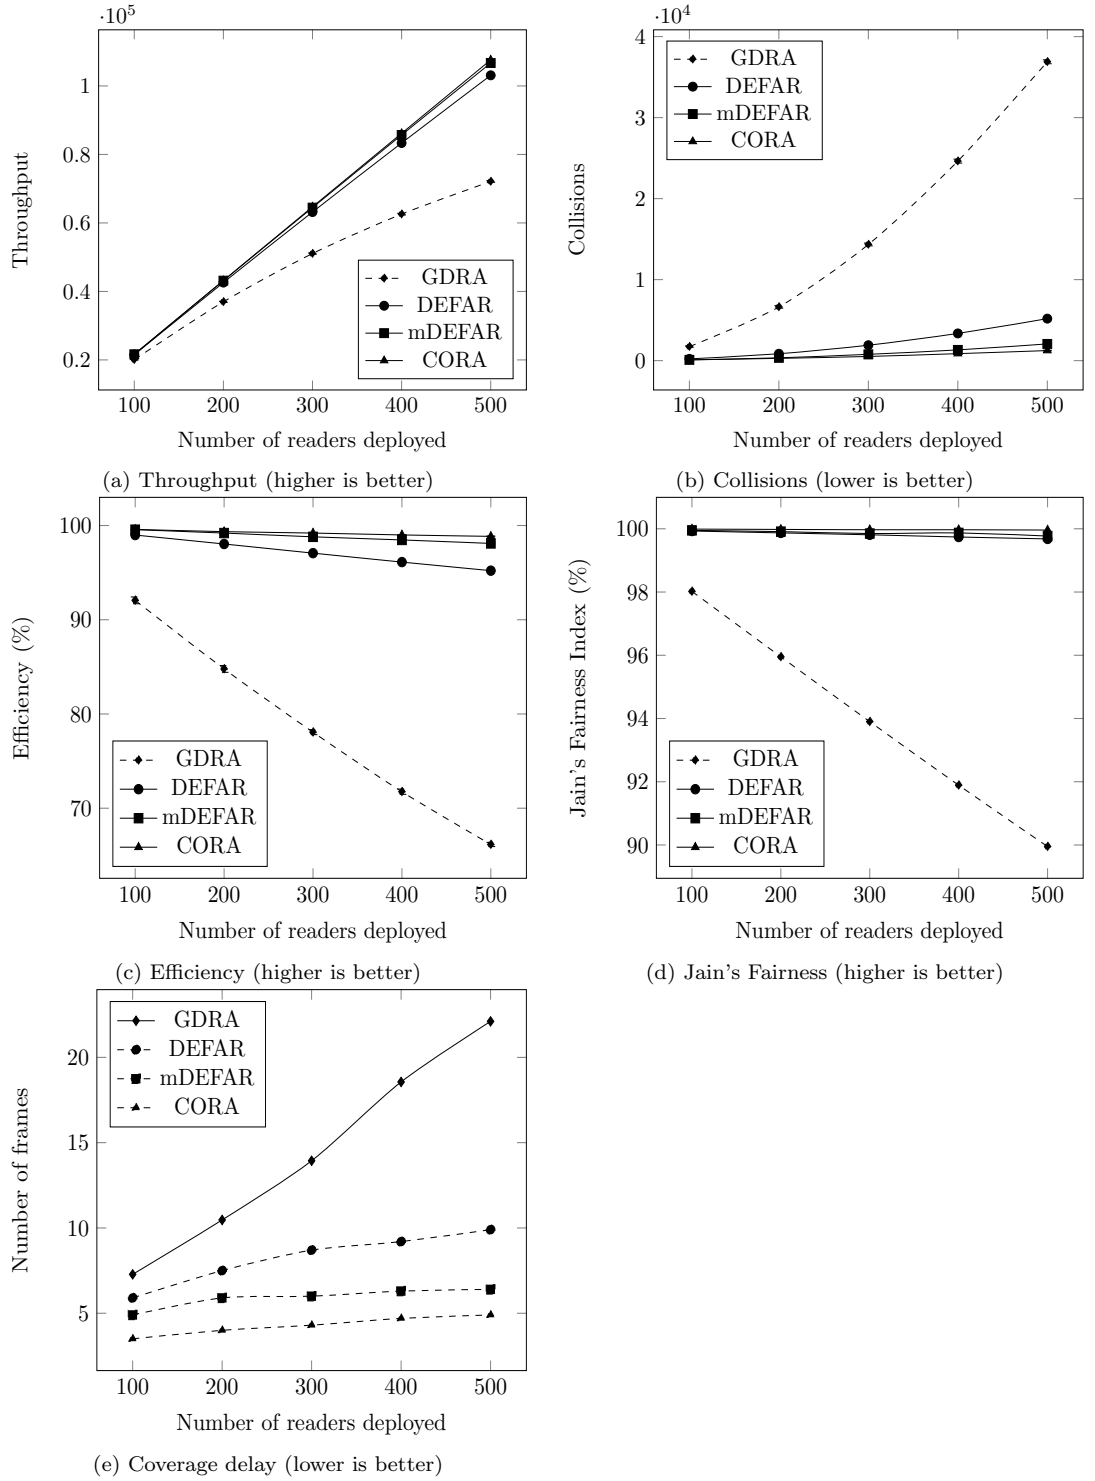 ·10⁵
1
0.8
0.6
0.4
0.2
Throughput
GDRA
DEFAR
mDEFAR
CORA
100 200 300 400 500
Number of readers deployed
(a) Throughput (higher is better)
·10⁴
4
3
2
1
0
Collisions
GDRA
DEFAR
mDEFAR
CORA
100 200 300 400 500
Number of readers deployed
(b) Collisions (lower is better)
100
90
80
70
Efficiency (%)
GDRA
DEFAR
mDEFAR
CORA
100 200 300 400 500
Number of readers deployed
(c) Efficiency (higher is better)
100
98
96
94
92
90
Jain's Fairness Index (%)
GDRA
DEFAR
mDEFAR
CORA
100 200 300 400 500
Number of readers deployed
(d) Jain's Fairness (higher is better)
20
15
10
5
Number of frames
GDRA
DEFAR
mDEFAR
CORA
100 200 300 400 500
Number of readers deployed
(e) Coverage delay (lower is better)